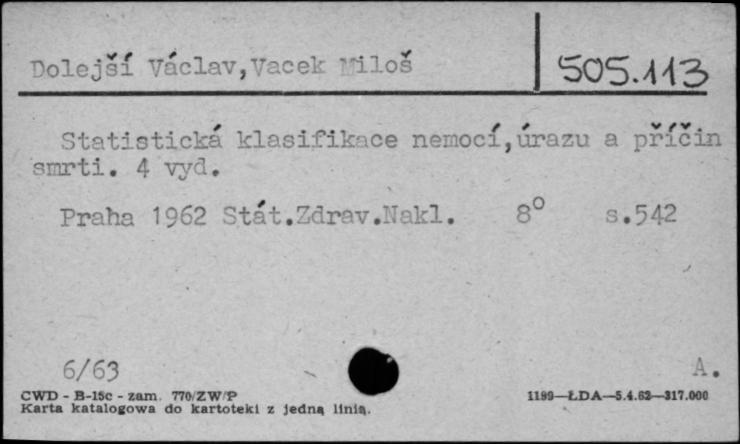 Dolejší Václav,Vacek Miloš
505.113
Statistická klasifikace nemocí,úrazu a příčin
smrti. 4 vyd.
Praha 1962 Stát.Zdrav.Nakl. 8° s.542
6/63
A.
CWD - B-15c - zam. 770/ZW/P
Karta katalogowa do kartoteki z jedną linią.
1199—ŁDA—5.4.62—317.000